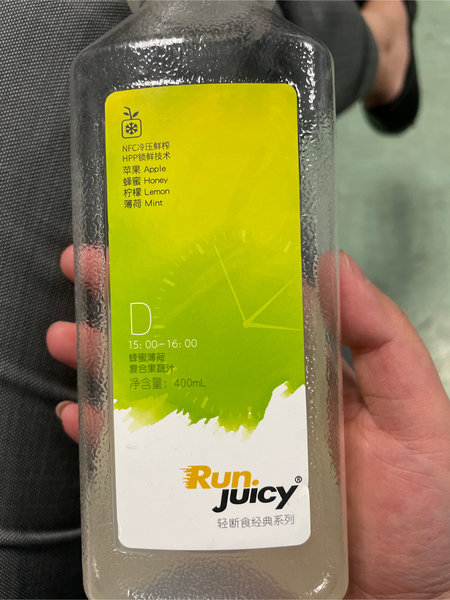 NFC冷压鲜榨
HPP锁鲜技术
苹果 Apple
蜂蜜 Honey
柠檬 Lemon
薄荷 Mint
D
15:00-16:00
蜂蜜薄荷
复合果蔬汁
净含量: 400mL
Run.
juicy®
轻断食经典系列